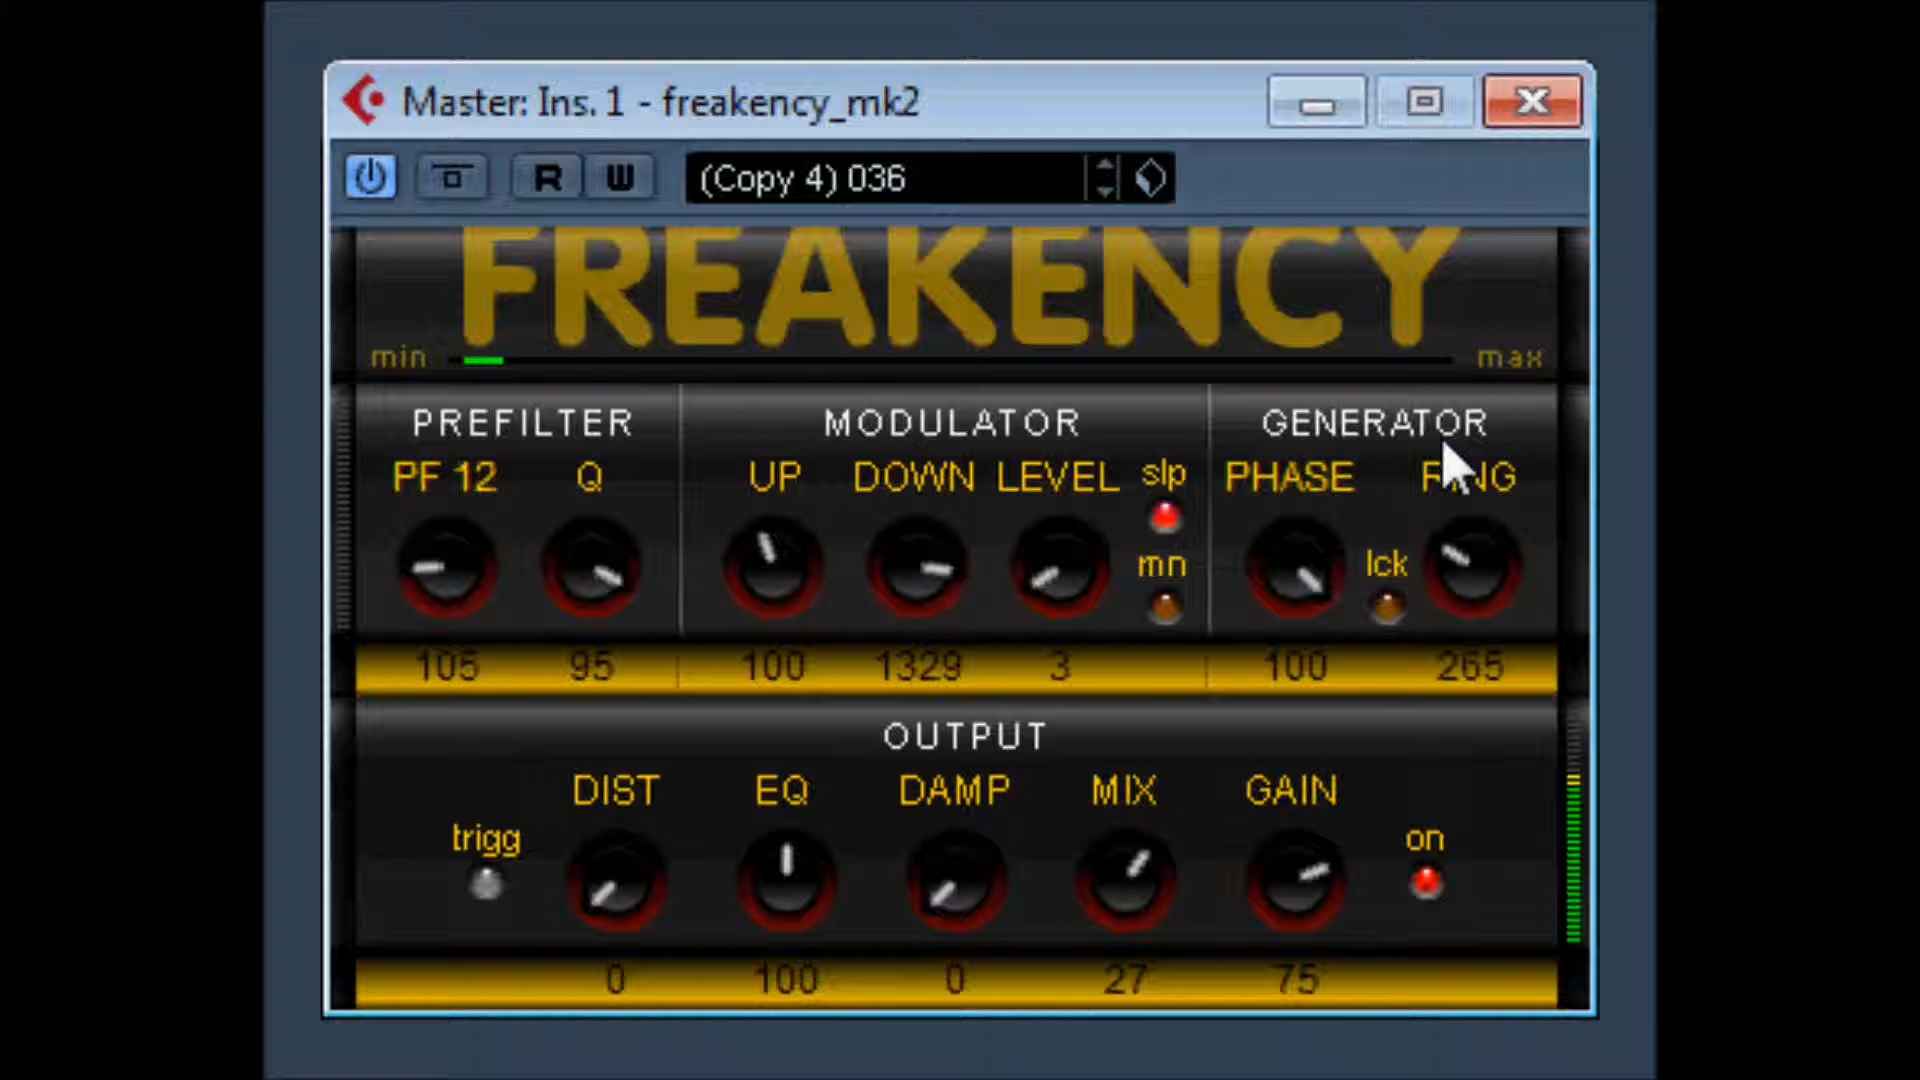 Master: Ins. 1 - freakency_mk2
R W (Copy 4) 036
FREAKENCY
min max
PREFILTER MODULATOR GENERATOR
PF 12 Q UP DOWN LEVEL slp PHASE RING
mn lck
105 95 100 1329 3 100 265
OUTPUT
DIST EQ DAMP MIX GAIN
trigg on
0 100 0 27 75